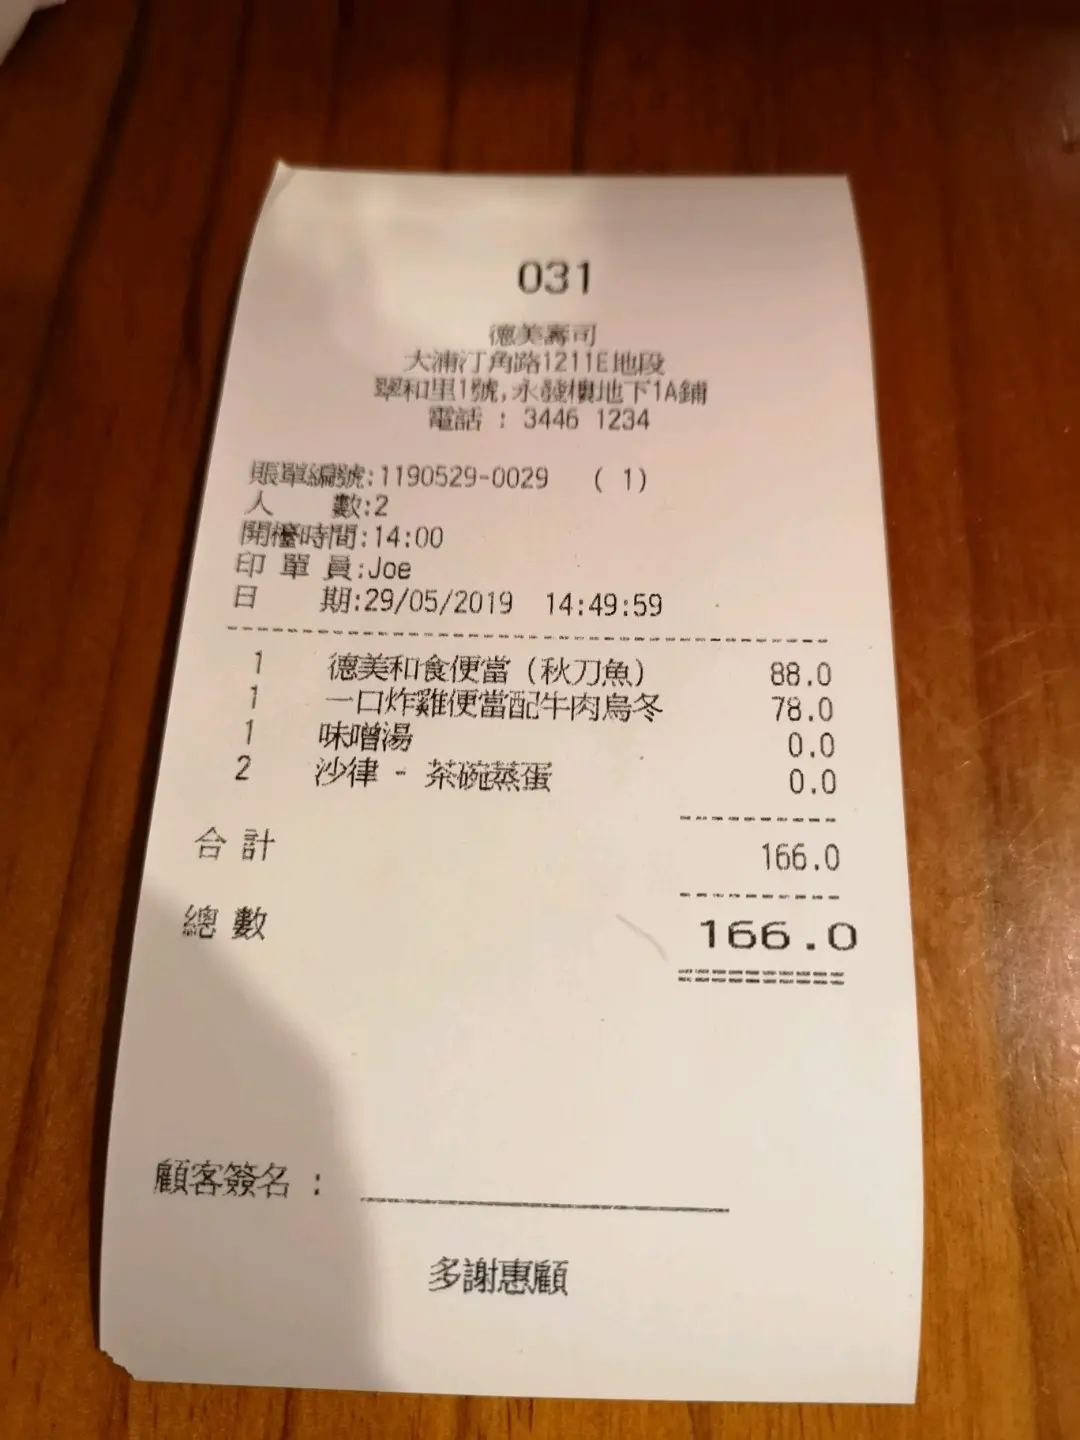 031
德美壽司
大浦汀角路1211E地段
翠和里1號,永發樓地下1A鋪
電話 : 3446 1234
賬單編號:1190529-0029 ( 1)
人 數:2
開檯時間:14:00
印單員:Joe
日 期:29/05/2019 14:49:59
1 德美和食便當(秋刀魚) 88.0
1 一口炸雞便當配牛肉烏冬 78.0
1 味噌湯 0.0
2 沙律 - 茶碗蒸蛋 0.0
合計 166.0
總數 166.0
顧客簽名 :
多謝惠顧